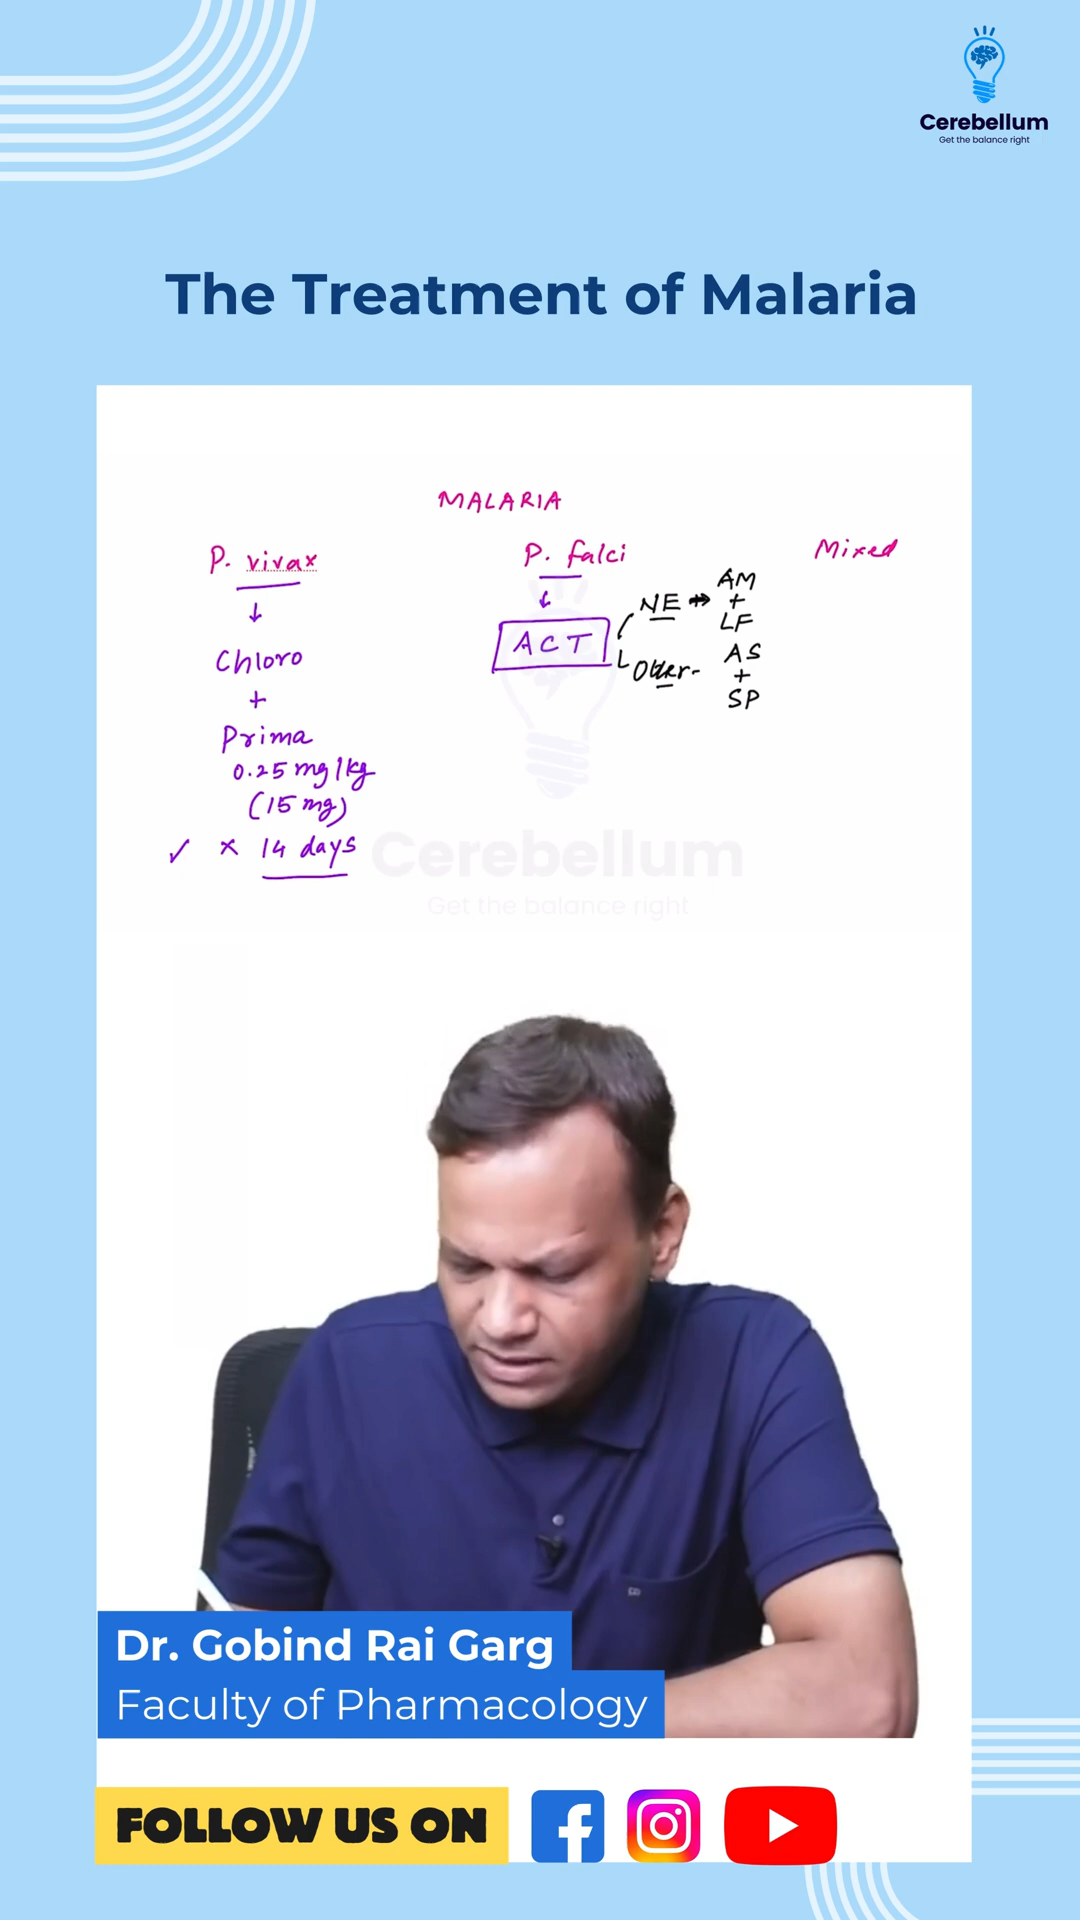 Cerebellum
Get the balance right
The Treatment of Malaria
MALARIA
P. vivax
P. falci
Mixed
↓
↓
Chloro
ACT
NE → AM
+
LF
Other- AS
+
SP
+
Prima
0.25 mg/kg
(15 mg)
✓ × 14 days
Cerebellum
Get the balance right
Dr. Gobind Rai Garg
Faculty of Pharmacology
FOLLOW US ON